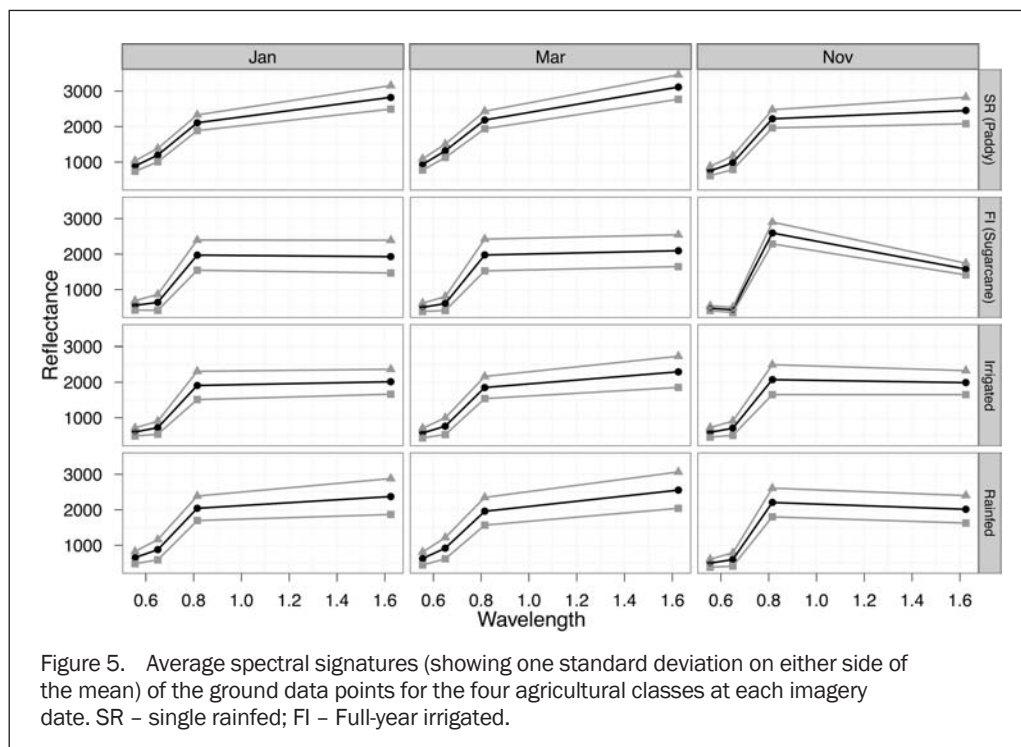 Jan Mar Nov
3000
2000
1000
SR (Paddy)
3000
2000
1000
FI (Sugarcane)
3000
2000
1000
Irrigated
3000
2000
1000
Rainfed
Reflectance
0.6 0.8 1.0 1.2 1.4 1.6 0.6 0.8 1.0 1.2 1.4 1.6 0.6 0.8 1.0 1.2 1.4 1.6
Wavelength
Figure 5. Average spectral signatures (showing one standard deviation on either side of
the mean) of the ground data points for the four agricultural classes at each imagery
date. SR – single rainfed; FI – Full-year irrigated.